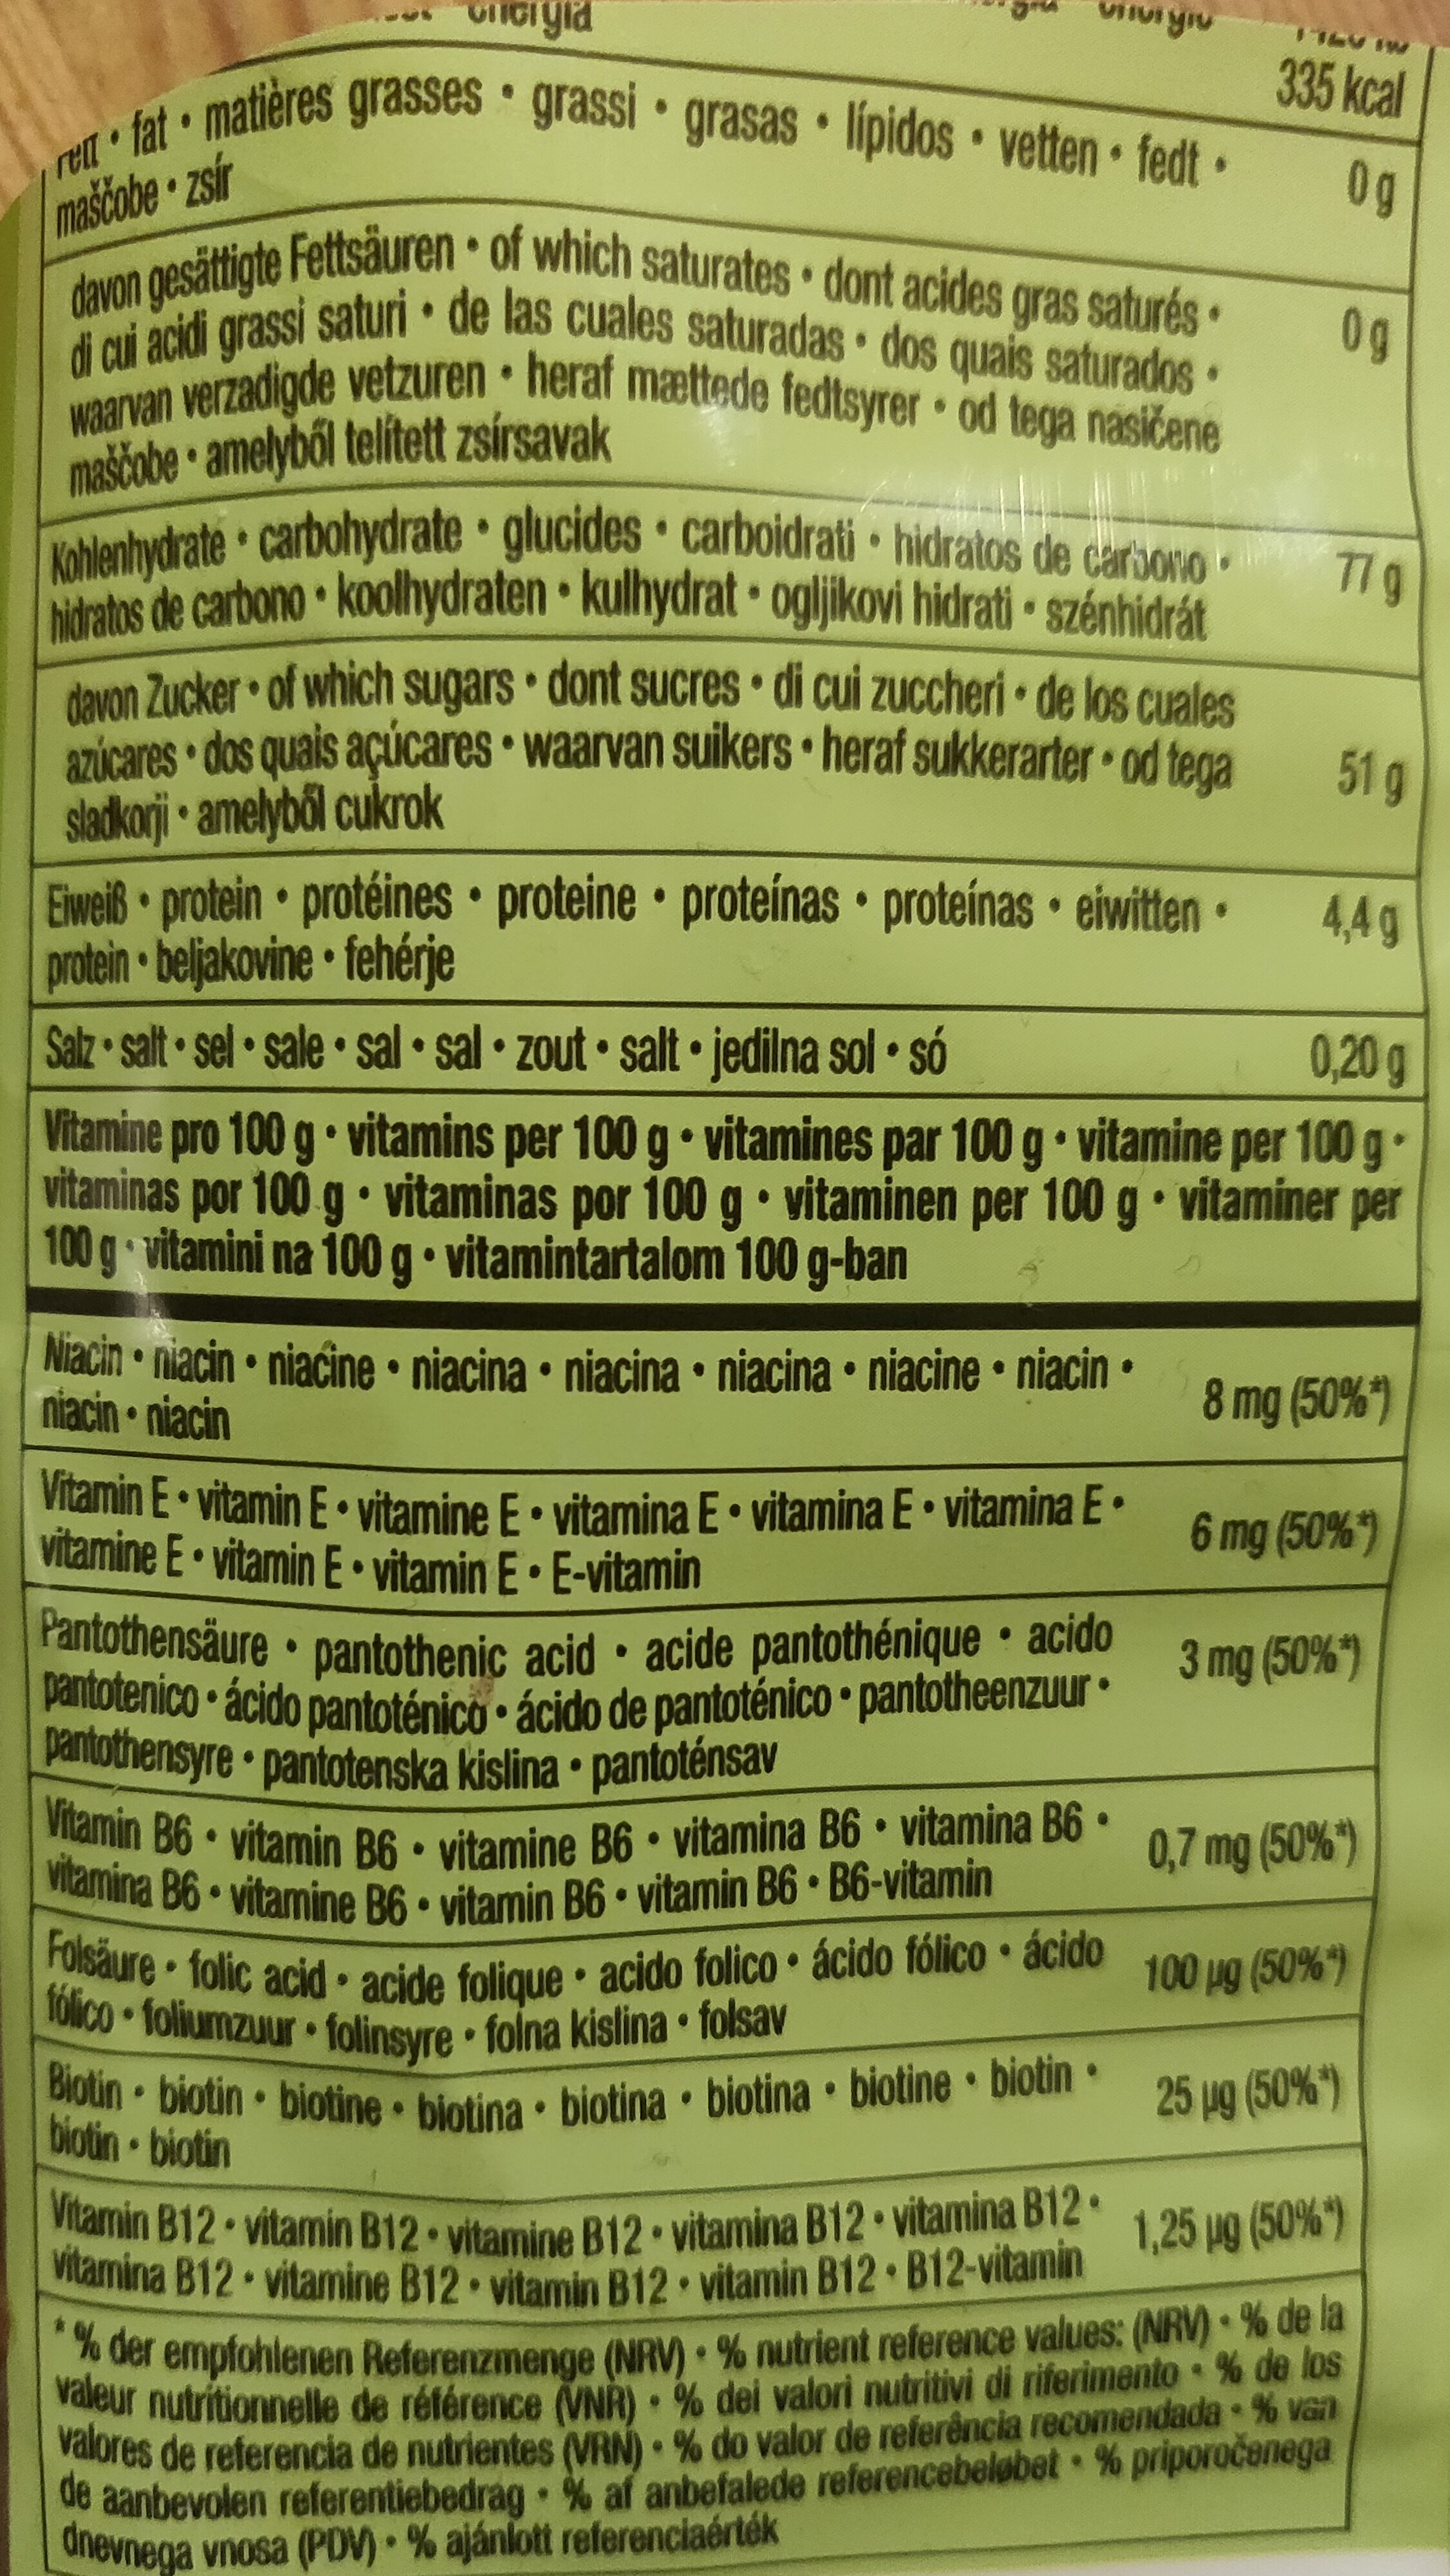 energia
335 kcal
Fett • fat • matières grasses • grassi • grasas • lípidos • vetten • fedt • 0 g
maščobe • zsír
davon gesättigte Fettsäuren • of which saturates • dont acides gras saturés • 0 g
di cui acidi grassi saturi • de las cuales saturadas • dos quais saturados •
waarvan verzadigde vetzuren • heraf mættede fedtsyrer • od tega nasičene
maščobe • amelyből telített zsírsavak
Kohlenhydrate • carbohydrate • glucides • carboidrati • hidratos de carbono • 77 g
hidratos de carbono • koolhydraten • kulhydrat • ogljikovi hidrati • szénhidrát
davon Zucker • of which sugars • dont sucres • di cui zuccheri • de los cuales
azúcares • dos quais açúcares • waarvan suikers • heraf sukkerarter • od tega 51 g
sladkorji • amelyből cukrok
Eiweiß • protein • protéines • proteine • proteínas • proteínas • eiwitten • 4,4 g
protein • beljakovine • fehérje
Salz • salt • sel • sale • sal • sal • zout • salt • jedilna sol • só 0,20 g
Vitamine pro 100 g • vitamins per 100 g • vitamines par 100 g • vitamine per 100 g •
vitaminas por 100 g • vitaminas por 100 g • vitaminen per 100 g • vitaminer per
100 g • vitamini na 100 g • vitamintartalom 100 g-ban
Niacin • niacin • niacine • niacina • niacina • niacina • niacine • niacin • 8 mg (50%*)
niacin • niacin
Vitamin E • vitamin E • vitamine E • vitamina E • vitamina E • vitamina E • 6 mg (50%*)
vitamine E • vitamin E • vitamin E • E-vitamin
Pantothensäure • pantothenic acid • acide pantothénique • acido 3 mg (50%*)
pantotenico • ácido pantoténico • ácido de pantoténico • pantotheenzuur •
pantothensyre • pantotenska kislina • pantoténsav
Vitamin B6 • vitamin B6 • vitamine B6 • vitamina B6 • vitamina B6 • 0,7 mg (50%*)
vitamina B6 • vitamine B6 • vitamin B6 • vitamin B6 • B6-vitamin
Folsäure • folic acid • acide folique • acido folico • ácido fólico • ácido 100 µg (50%*)
fólico • foliumzuur • folinsyre • folna kislina • folsav
Biotin • biotin • biotine • biotina • biotina • biotina • biotine • biotin • 25 µg (50%*)
biotin • biotin
Vitamin B12 • vitamin B12 • vitamine B12 • vitamina B12 • vitamina B12 • 1,25 µg (50%*)
vitamina B12 • vitamine B12 • vitamin B12 • vitamin B12 • B12-vitamin
* % der empfohlenen Referenzmenge (NRV) • % nutrient reference values: (NRV) • % de la
valeur nutritionnelle de référence (VNR) • % dei valori nutritivi di riferimento • % de los
valores de referencia de nutrientes (VRN) • % do valor de referência recomendada • % van
de aanbevolen referentiebedrag • % af anbefalede referencebeløbet • % priporočenega
dnevnega vnosa (PDV) • % ajánlott referenciaérték